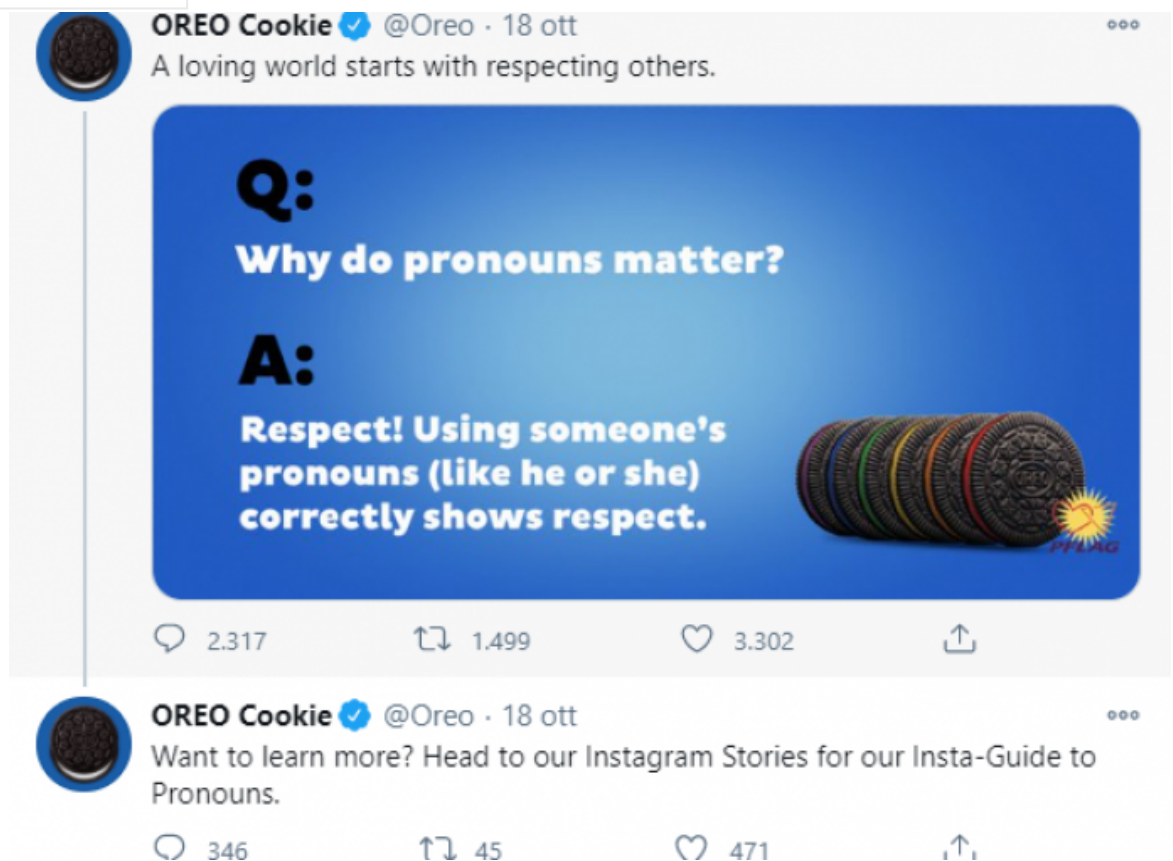 OREO Cookie @Oreo · 18 ott
A loving world starts with respecting others.
Q:
Why do pronouns matter?
A:
Respect! Using someone's
pronouns (like he or she)
correctly shows respect.
PFLAG
2.317 1.499 3.302
OREO Cookie @Oreo · 18 ott
Want to learn more? Head to our Instagram Stories for our Insta-Guide to
Pronouns.
346 45 471